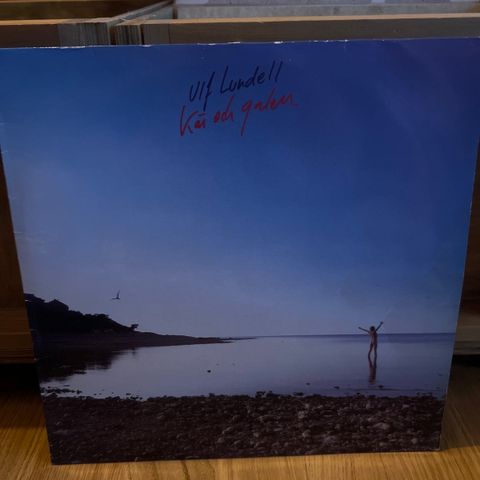 Ulf Lundell
Kär och galen